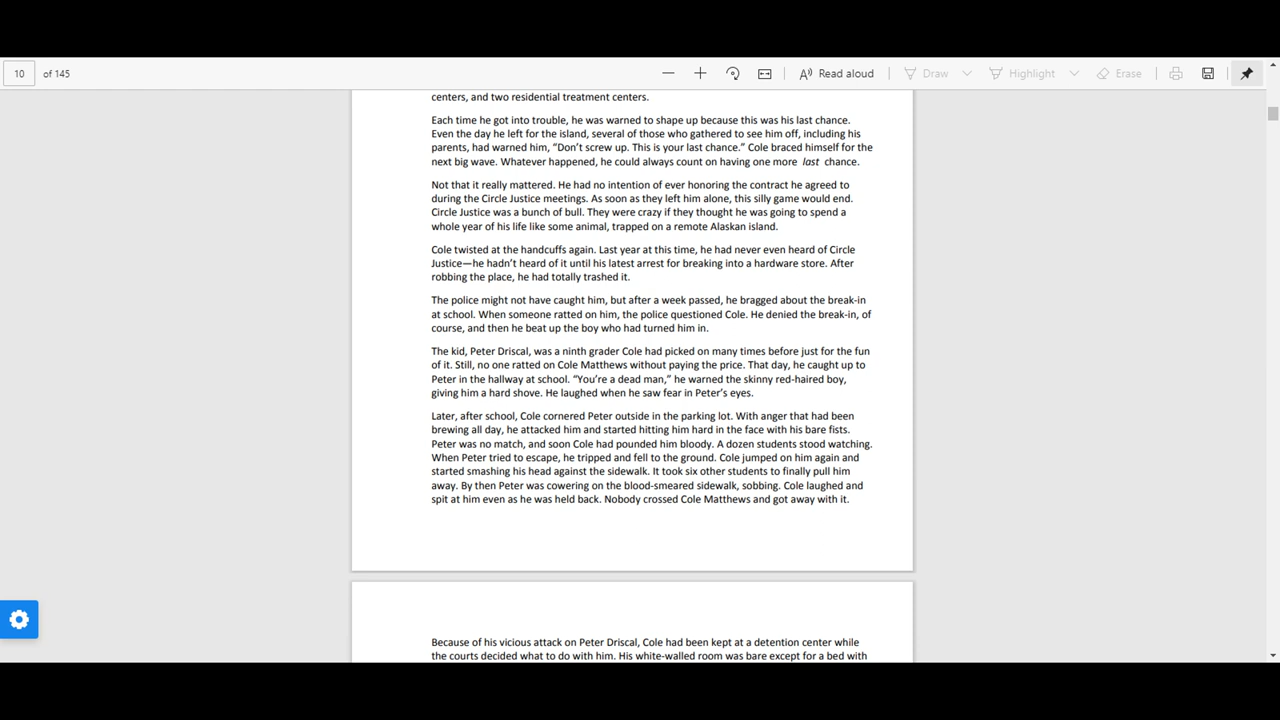 10 of 145
Read aloud
Draw
Highlight
Erase
centers, and two residential treatment centers.
Each time he got into trouble, he was warned to shape up because this was his last chance.
Even the day he left for the island, several of those who gathered to see him off, including his
parents, had warned him, “Don’t screw up. This is your last chance.” Cole braced himself for the
next big wave. Whatever happened, he could always count on having one more last chance.
Not that it really mattered. He had no intention of ever honoring the contract he agreed to
during the Circle Justice meetings. As soon as they left him alone, this silly game would end.
Circle Justice was a bunch of bull. They were crazy if they thought he was going to spend a
whole year of his life like some animal, trapped on a remote Alaskan island.
Cole twisted at the handcuffs again. Last year at this time, he had never even heard of Circle
Justice—he hadn’t heard of it until his latest arrest for breaking into a hardware store. After
robbing the place, he had totally trashed it.
The police might not have caught him, but after a week passed, he bragged about the break-in
at school. When someone ratted on him, the police questioned Cole. He denied the break-in, of
course, and then he beat up the boy who had turned him in.
The kid, Peter Driscal, was a ninth grader Cole had picked on many times before just for the fun
of it. Still, no one ratted on Cole Matthews without paying the price. That day, he caught up to
Peter in the hallway at school. “You’re a dead man,” he warned the skinny red-haired boy,
giving him a hard shove. He laughed when he saw fear in Peter’s eyes.
Later, after school, Cole cornered Peter outside in the parking lot. With anger that had been
brewing all day, he attacked him and started hitting him hard in the face with his bare fists.
Peter was no match, and soon Cole had pounded him bloody. A dozen students stood watching.
When Peter tried to escape, he tripped and fell to the ground. Cole jumped on him again and
started smashing his head against the sidewalk. It took six other students to finally pull him
away. By then Peter was cowering on the blood-smeared sidewalk, sobbing. Cole laughed and
spit at him even as he was held back. Nobody crossed Cole Matthews and got away with it.
Because of his vicious attack on Peter Driscal, Cole had been kept at a detention center while
the courts decided what to do with him. His white-walled room was bare except for a bed with